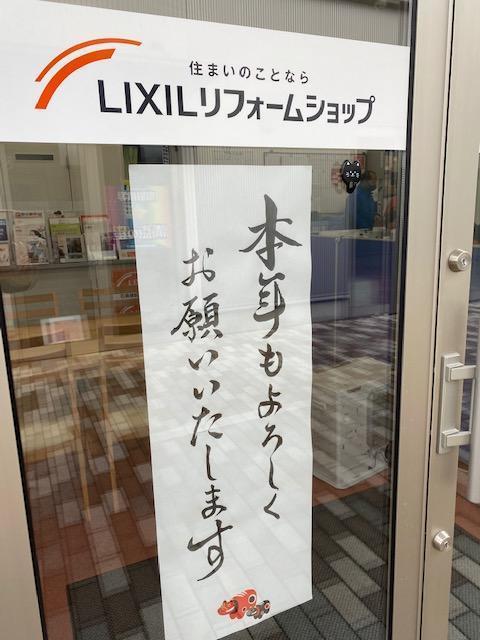 住まいのことなら
LIXILリフォームショップ
本年もよろしく
お願いいたします